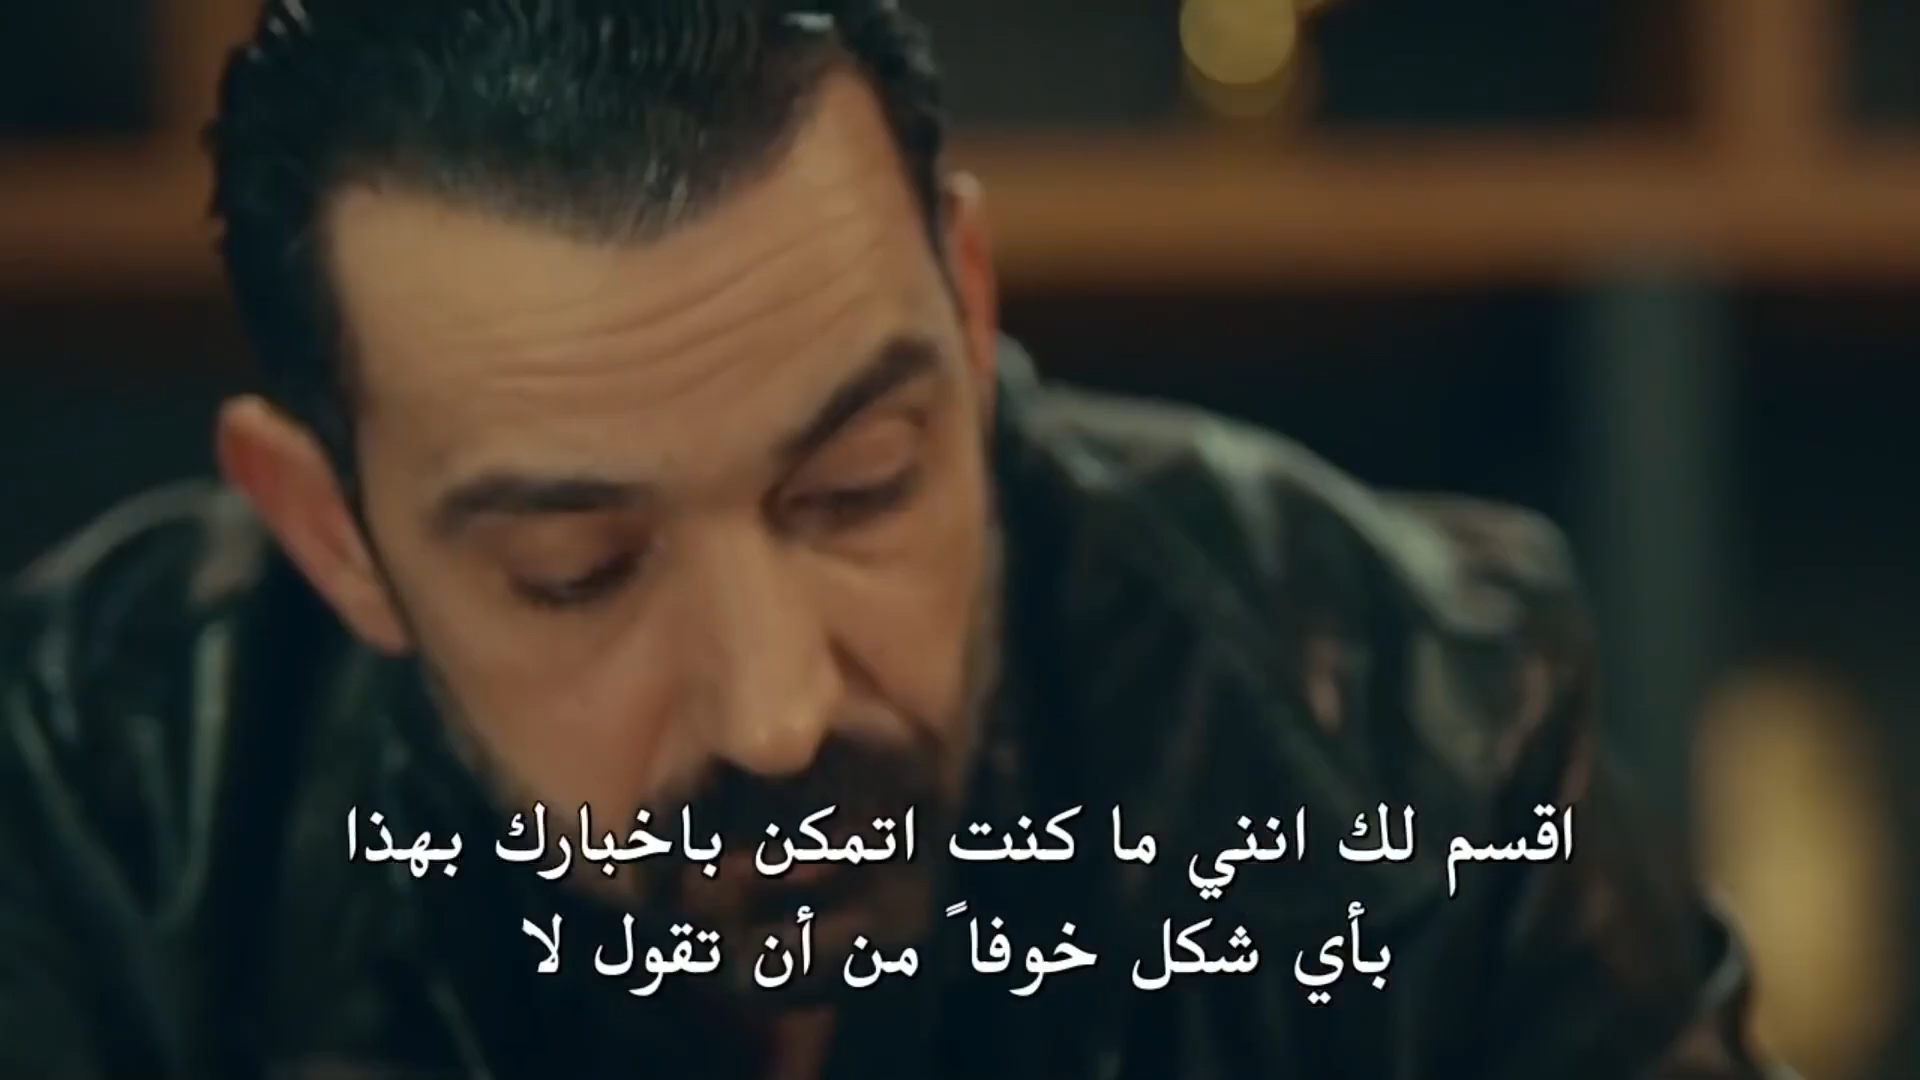 اقسم لك انني ما كنت اتمكن باخبارك بهذا
بأي شكل خوفاً من أن تقول لا